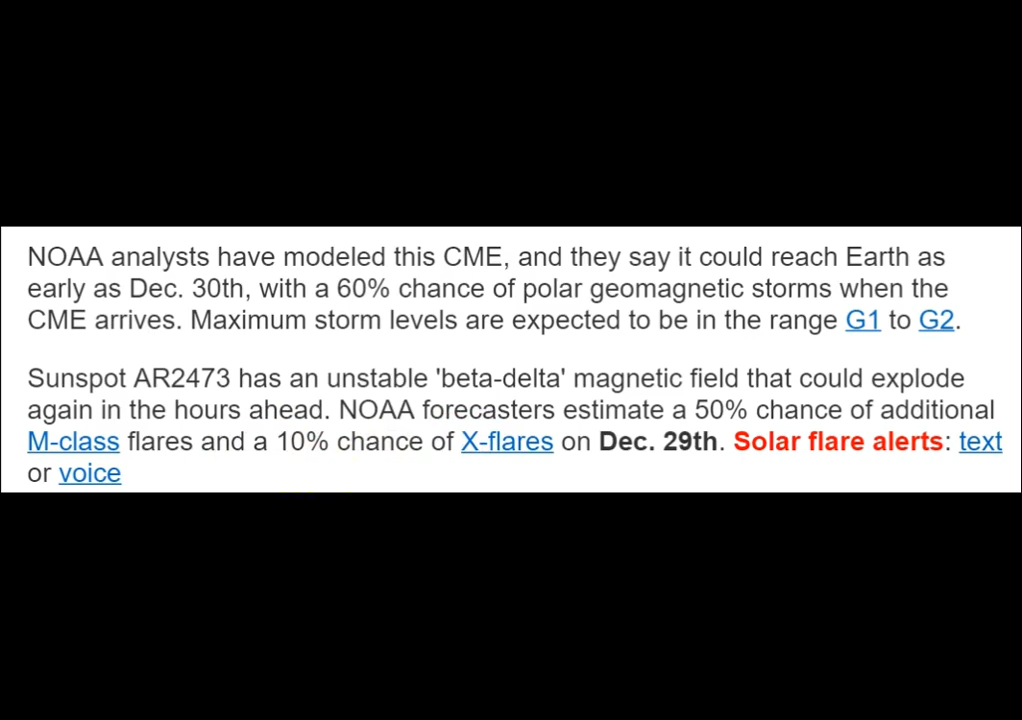 NOAA analysts have modeled this CME, and they say it could reach Earth as
early as Dec. 30th, with a 60% chance of polar geomagnetic storms when the
CME arrives. Maximum storm levels are expected to be in the range G1 to G2.
Sunspot AR2473 has an unstable 'beta-delta' magnetic field that could explode
again in the hours ahead. NOAA forecasters estimate a 50% chance of additional
M-class flares and a 10% chance of X-flares on Dec. 29th. Solar flare alerts: text
or voice